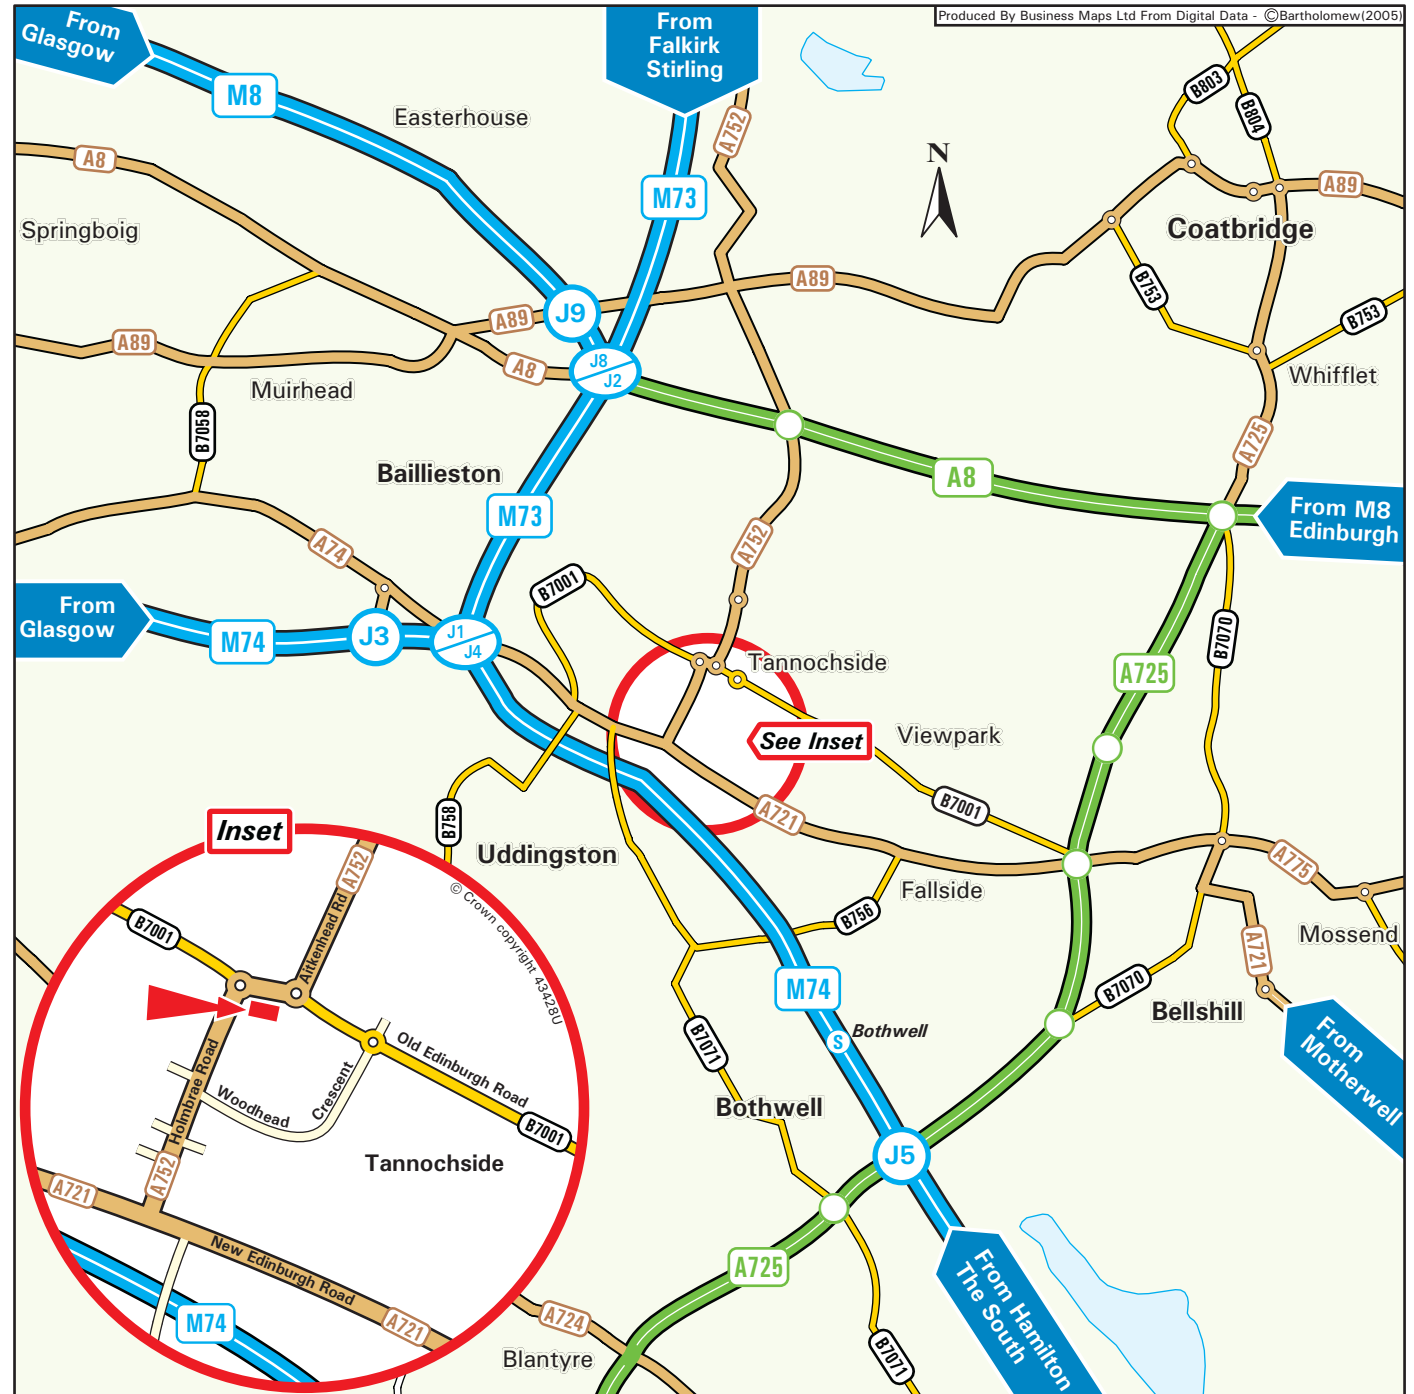 Produced By Business Maps Ltd From Digital Data - ©Bartholomew(2005)
From
Glasgow
From
Falkirk
Stirling
M8
A752
B803
B804
Easterhouse
N
A8
M73
A89
Springboig
Coatbridge
A89
B753
J9
A89
B753
A89
J8
J2
A8
Muirhead
Whifflet
B7058
A725
Baillieston
A8
M73
From M8
Edinburgh
A752
A74
B7001
From
Glasgow
M74
J3
J1
J4
B7070
Tannochside
A725
See Inset
Viewpark
B7001
A721
B758
Inset
Uddingston
A775
Fallside
B756
Mossend
A721
A752
Aitkenhead Rd
© Crown copyright 43428U
B7001
M74
B7070
Bellshill
S
Bothwell
B7071
From
Motherwell
Holmbrae Road
Woodhead
Crescent
Old Edinburgh Road
B7001
Bothwell
Tannochside
J5
A752
A721
New Edinburgh Road
A725
M74
A721
A724
From Hamilton
The South
Blantyre
B7071